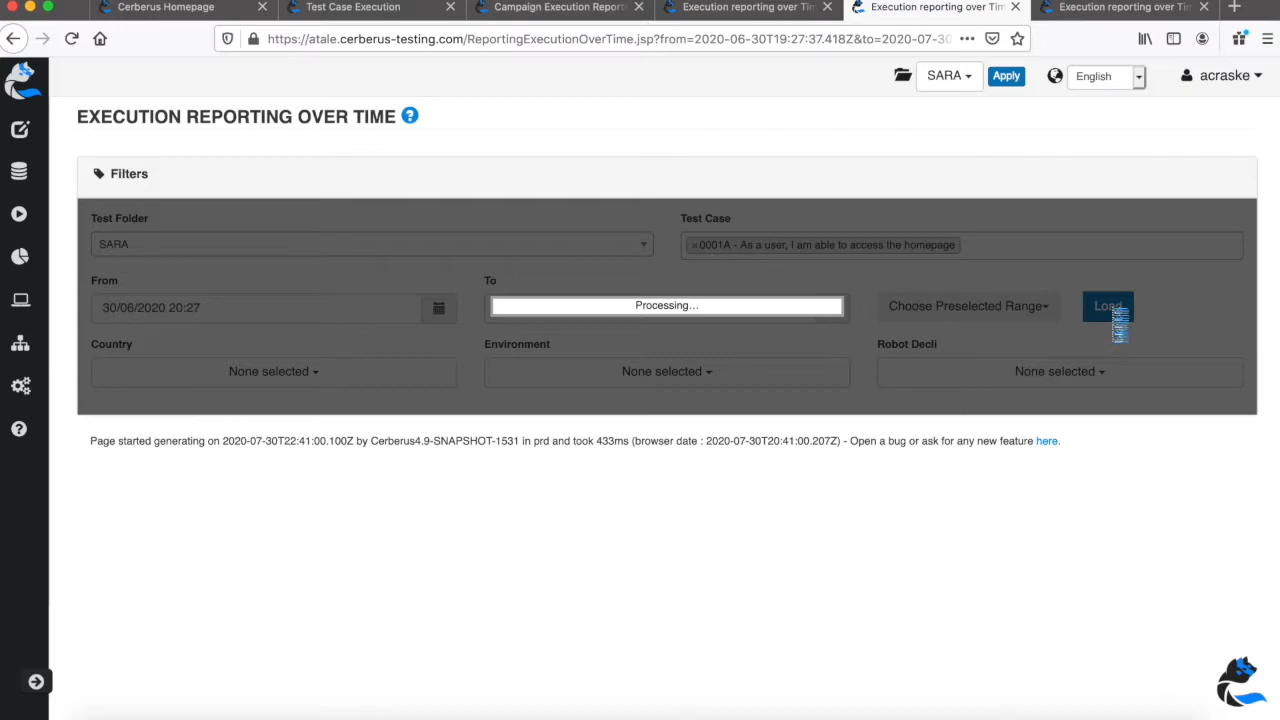 Cerberus Homepage
Test Case Execution
Campaign Execution Report
Execution reporting over Tim
Execution reporting over Tim
Execution reporting over Tim
https://atale.cerberus-testing.com/ReportingExecutionOverTime.jsp?from=2020-06-30T19:27:37.418Z&to=2020-07-30
SARA
Apply
English
acraske
EXECUTION REPORTING OVER TIME ?
Filters
Test Folder
Test Case
SARA
×0001A - As a user, I am able to access the homepage
From
To
30/06/2020 20:27
Processing...
Choose Preselected Range
Load
Country
Environment
Robot Decli
None selected
None selected
None selected
Page started generating on 2020-07-30T22:41:00.100Z by Cerberus4.9-SNAPSHOT-1531 in prd and took 433ms (browser date : 2020-07-30T20:41:00.207Z) - Open a bug or ask for any new feature here.